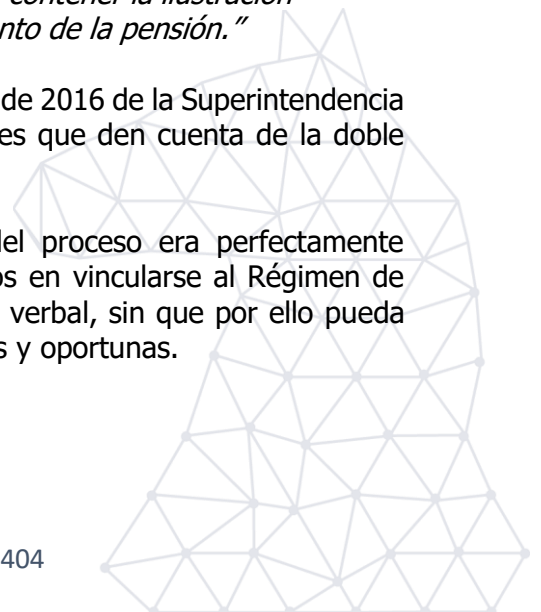 contener la ilustración
nto de la pensión.”
de 2016 de la Superintendencia
es que den cuenta de la doble
del proceso era perfectamente
os en vincularse al Régimen de
verbal, sin que por ello pueda
s y oportunas.
404